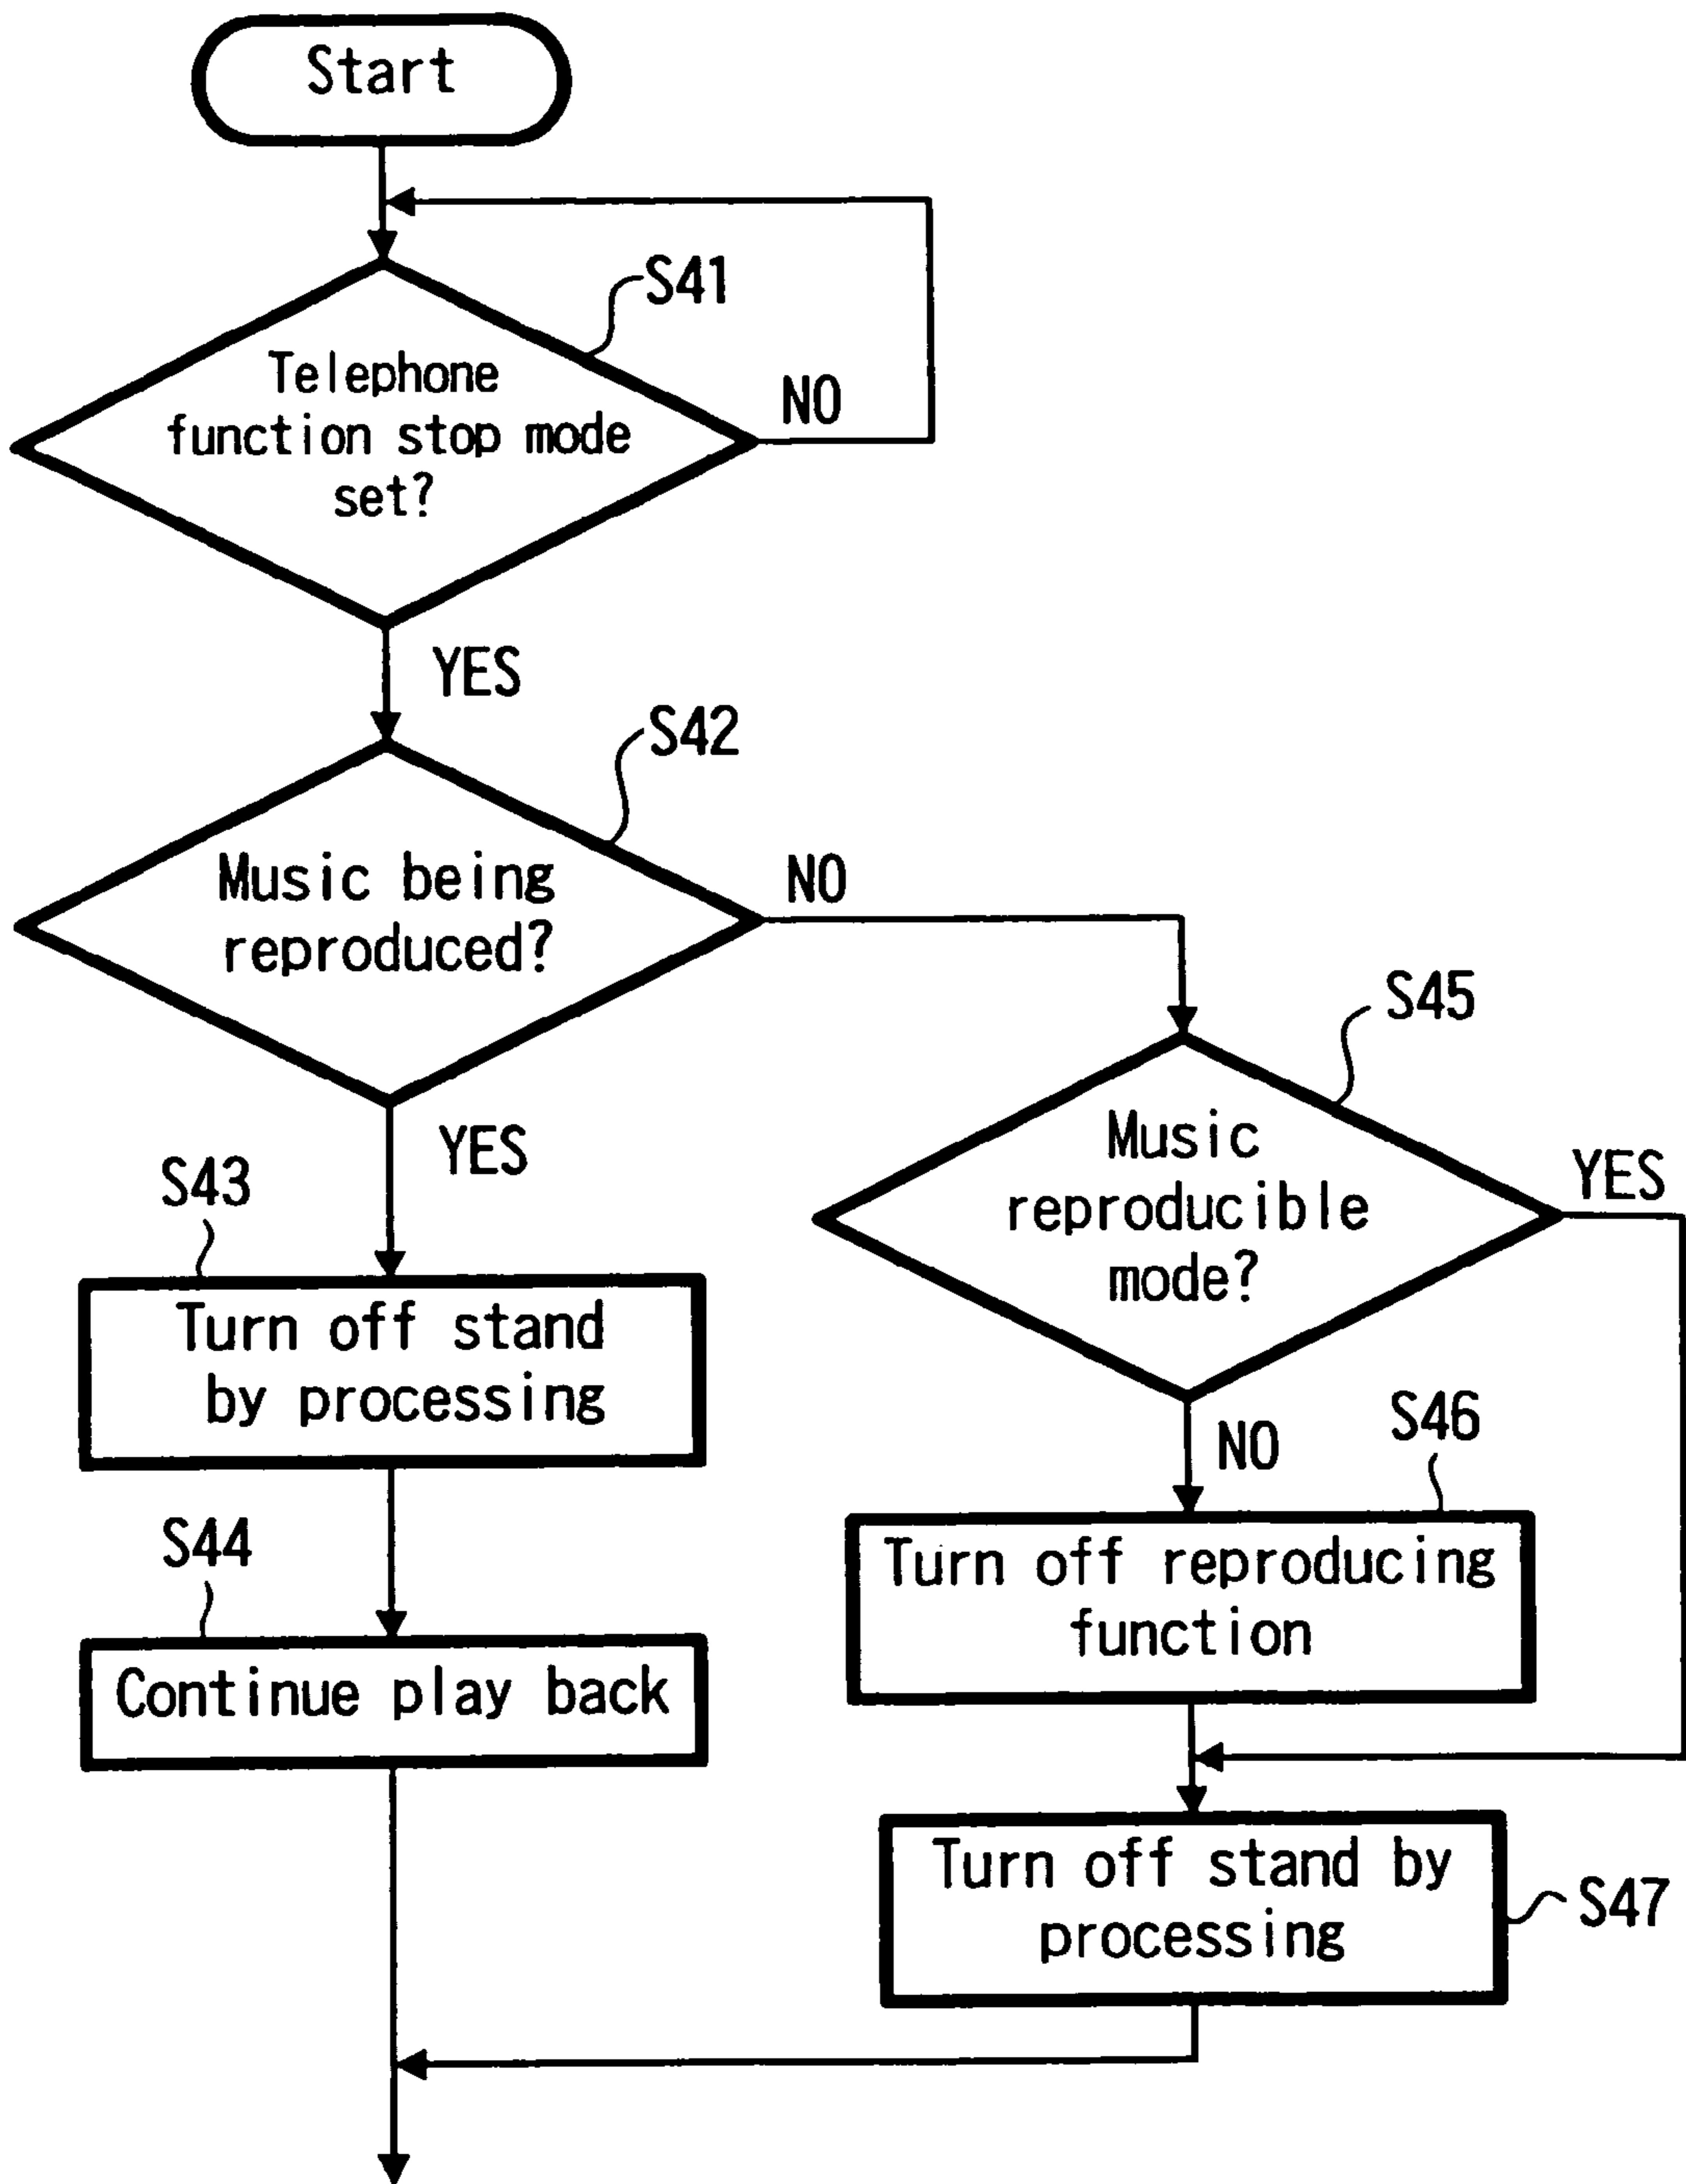 Start
S41
Telephone
function stop mode
set?
NO
YES
S42
Music being
reproduced?
NO
YES
S45
Music
reproducible
mode?
YES
NO
S43
Turn off stand
by processing
S44
Continue play back
S46
Turn off reproducing
function
Turn off stand by
processing
S47